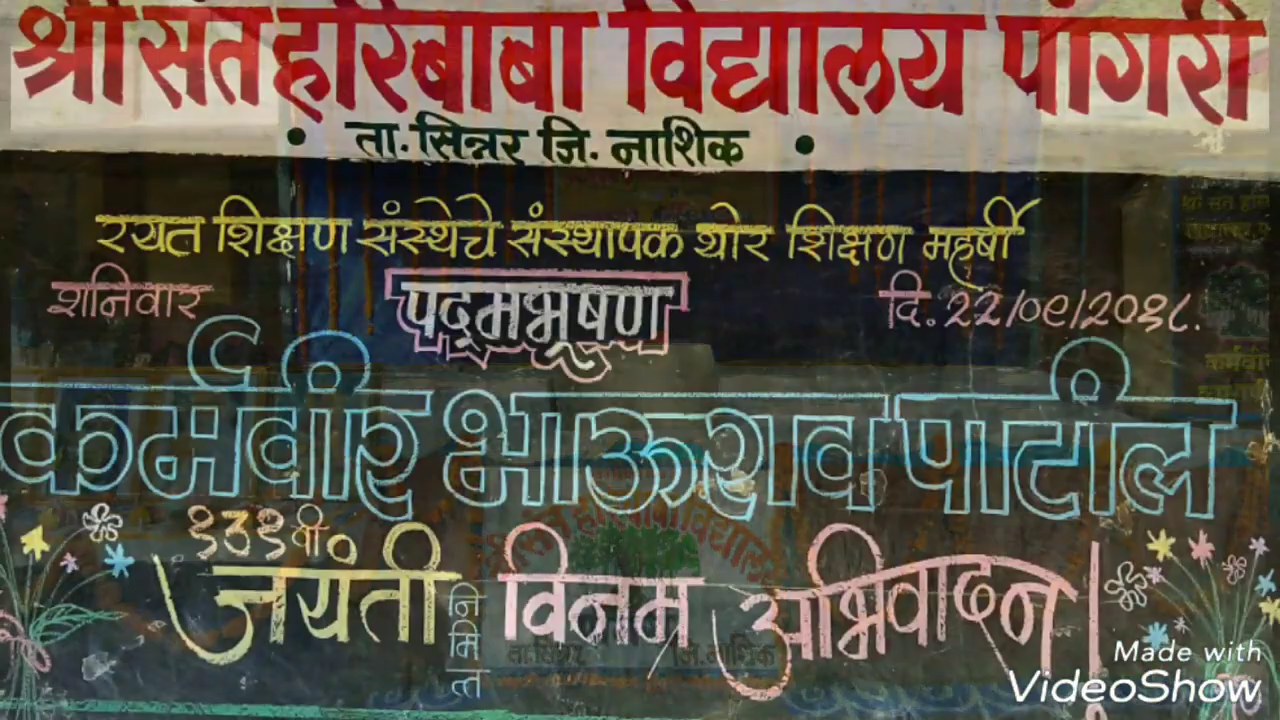 श्री संत हरिबाबा विद्यालय पांगरी
• ता. सिन्नर जि. नाशिक •
रयत शिक्षण संस्थेचे संस्थापक थोर शिक्षण महर्षी
शनिवार
पद्मभूषण
दि. २२/०९/२०१८.
कर्मवीर भाऊराव पाटील
१३१ वी
जयंती
निमित्त
विनम्र अभिवादन!
Made with
VideoShow